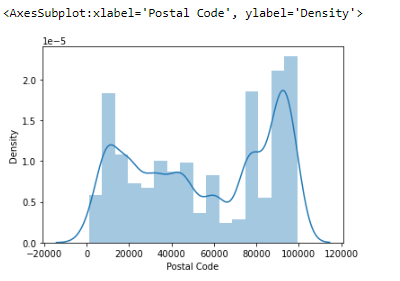 <AxesSubplot:xlabel='Postal Code', ylabel='Density'>
1e−5
2.0
1.5
1.0
0.5
0.0
Density
−20000 0 20000 40000 60000 80000 100000 120000
Postal Code